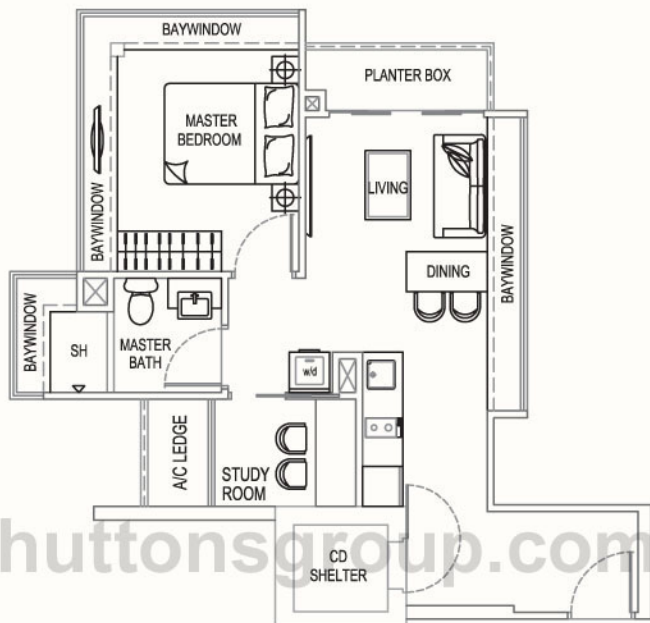 BAYWINDOW
PLANTER BOX
MASTER
BEDROOM
LIVING
BAYWINDOW
DINING
BAYWINDOW
BAYWINDOW
SH
MASTER
BATH
w/d
A/C LEDGE
STUDY
ROOM
huttonsgroup.com
CD
SHELTER